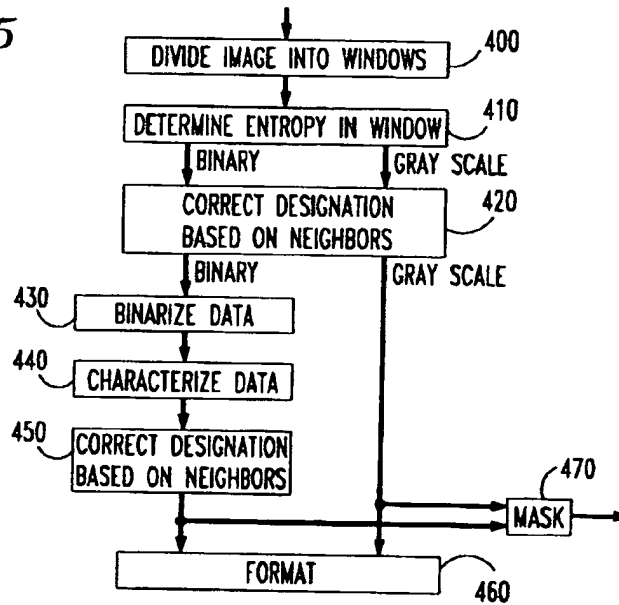 5
400
DIVIDE IMAGE INTO WINDOWS
410
DETERMINE ENTROPY IN WINDOW
BINARY GRAY SCALE
420
CORRECT DESIGNATION
BASED ON NEIGHBORS
BINARY GRAY SCALE
430
BINARIZE DATA
440
CHARACTERIZE DATA
450
CORRECT DESIGNATION
BASED ON NEIGHBORS
470
MASK
FORMAT
460